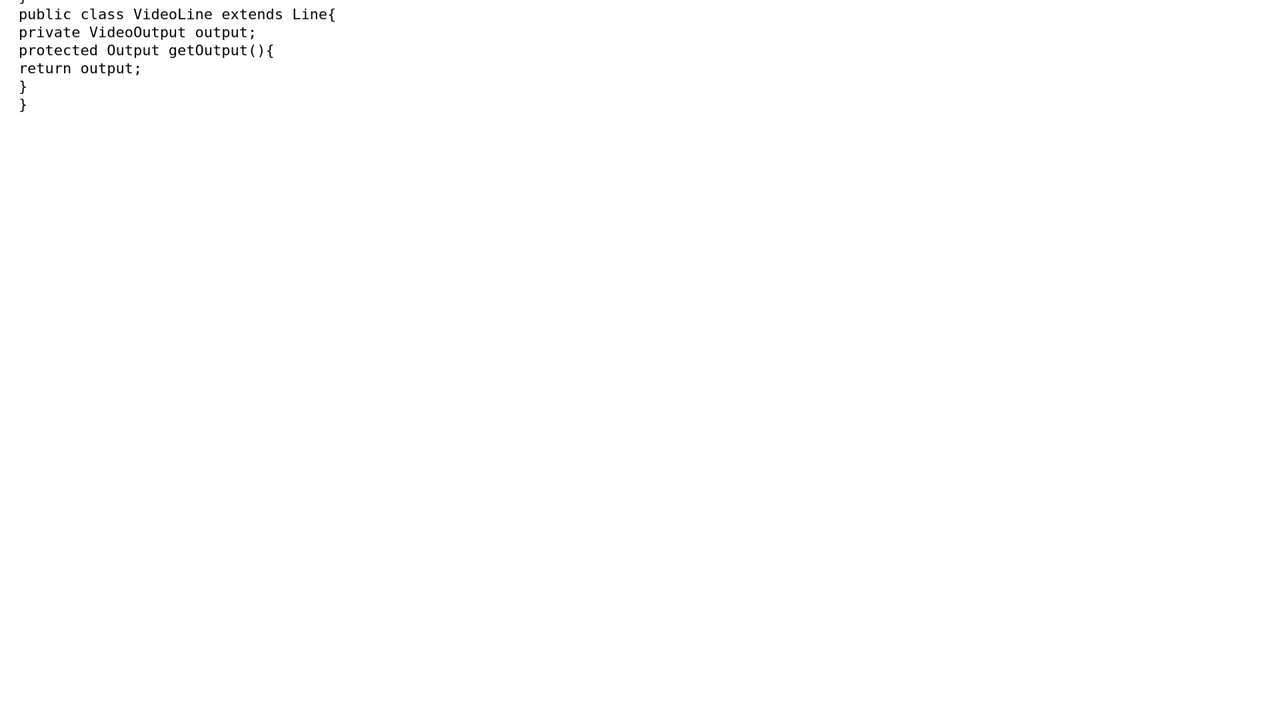 }
public class VideoLine extends Line{
private VideoOutput output;
protected Output getOutput(){
return output;
}
}